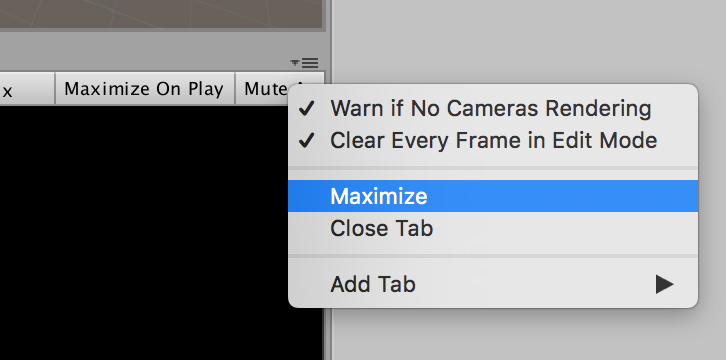 x Maximize On Play Mute
Warn if No Cameras Rendering
Clear Every Frame in Edit Mode
Maximize
Close Tab
Add Tab